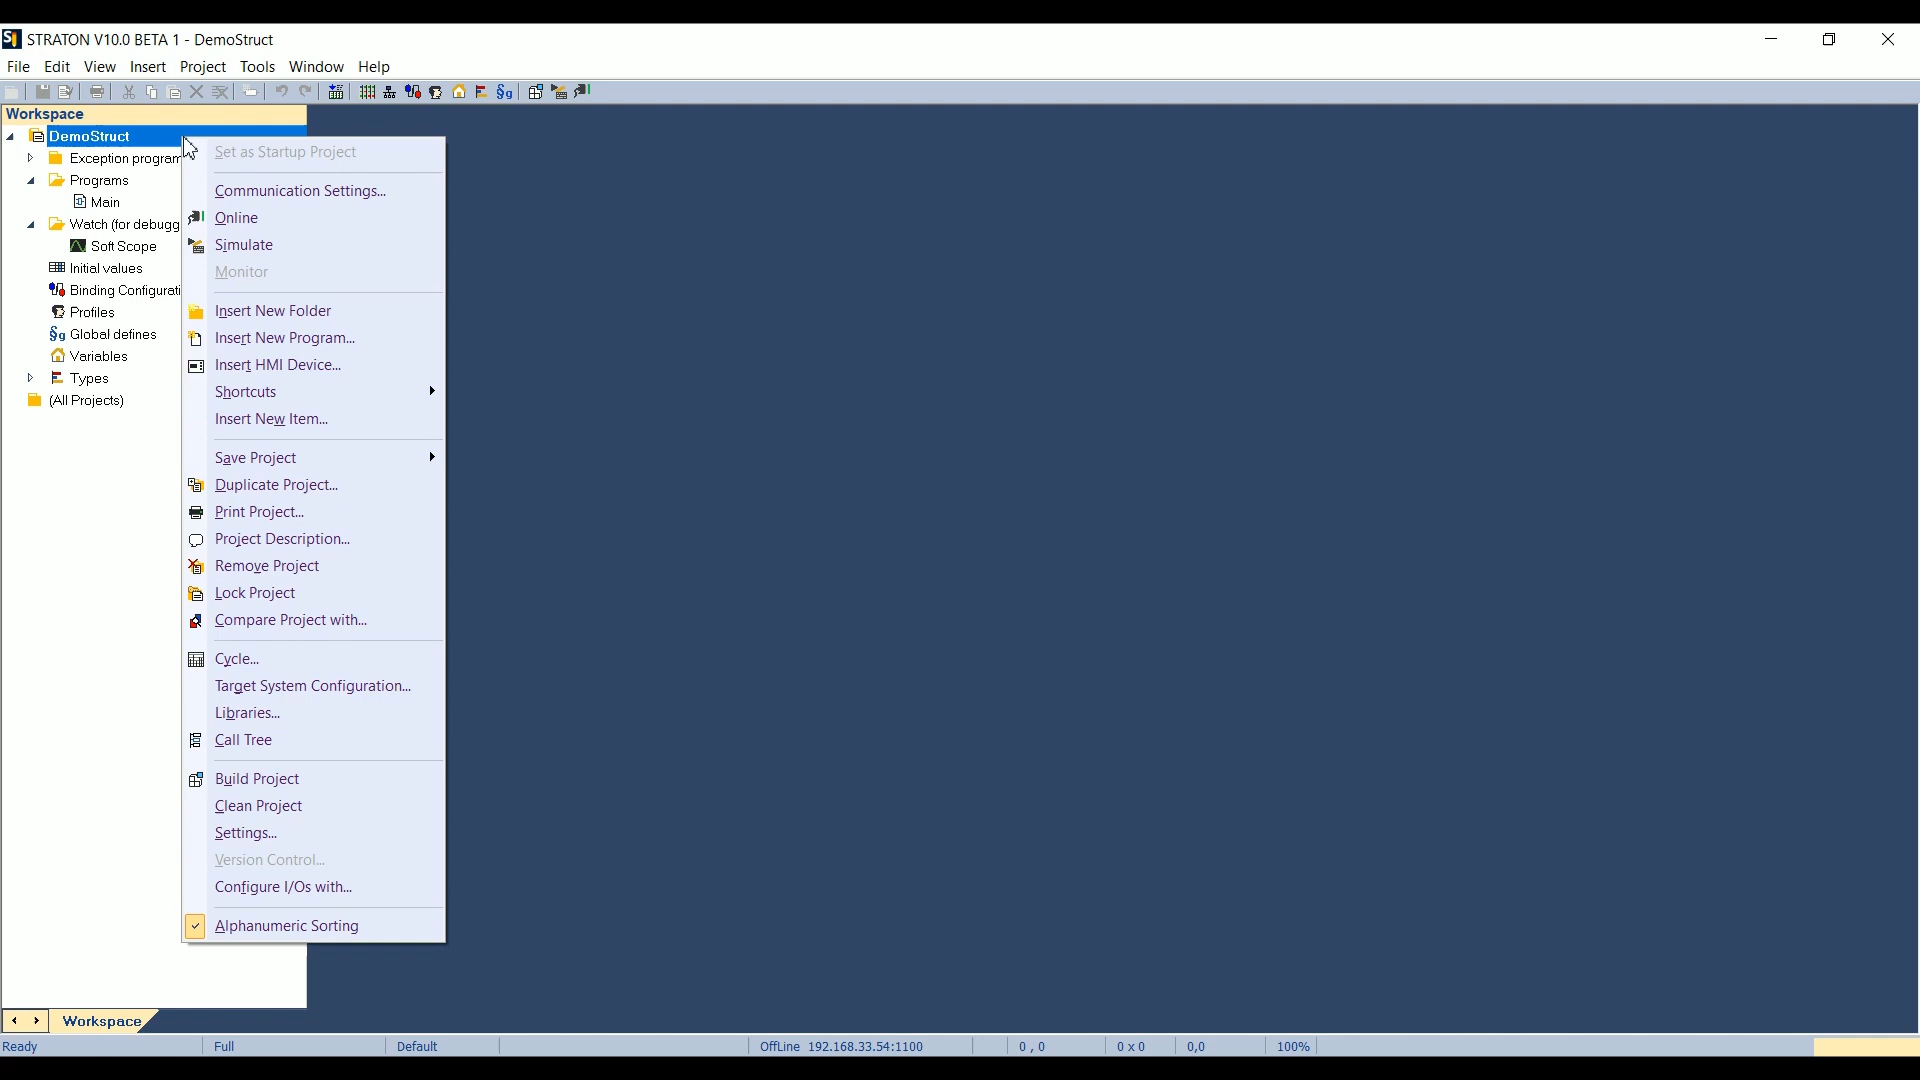 STRATON V10.0 BETA 1 - DemoStruct
File Edit View Insert Project Tools Window Help
Workspace
DemoStruct
Exception program
Programs
Main
Watch (for debugg
Soft Scope
Initial values
Binding Configurati
Profiles
Global defines
Variables
Types
(All Projects)
Set as Startup Project
Communication Settings...
Online
Simulate
Monitor
Insert New Folder
Insert New Program...
Insert HMI Device...
Shortcuts
Insert New Item...
Save Project
Duplicate Project...
Print Project...
Project Description...
Remove Project
Lock Project
Compare Project with...
Cycle...
Target System Configuration...
Libraries...
Call Tree
Build Project
Clean Project
Settings...
Version Control...
Configure I/Os with...
Alphanumeric Sorting
Workspace
Ready Full Default OffLine 192.168.33.54:1100 0 , 0 0 x 0 0,0 100%